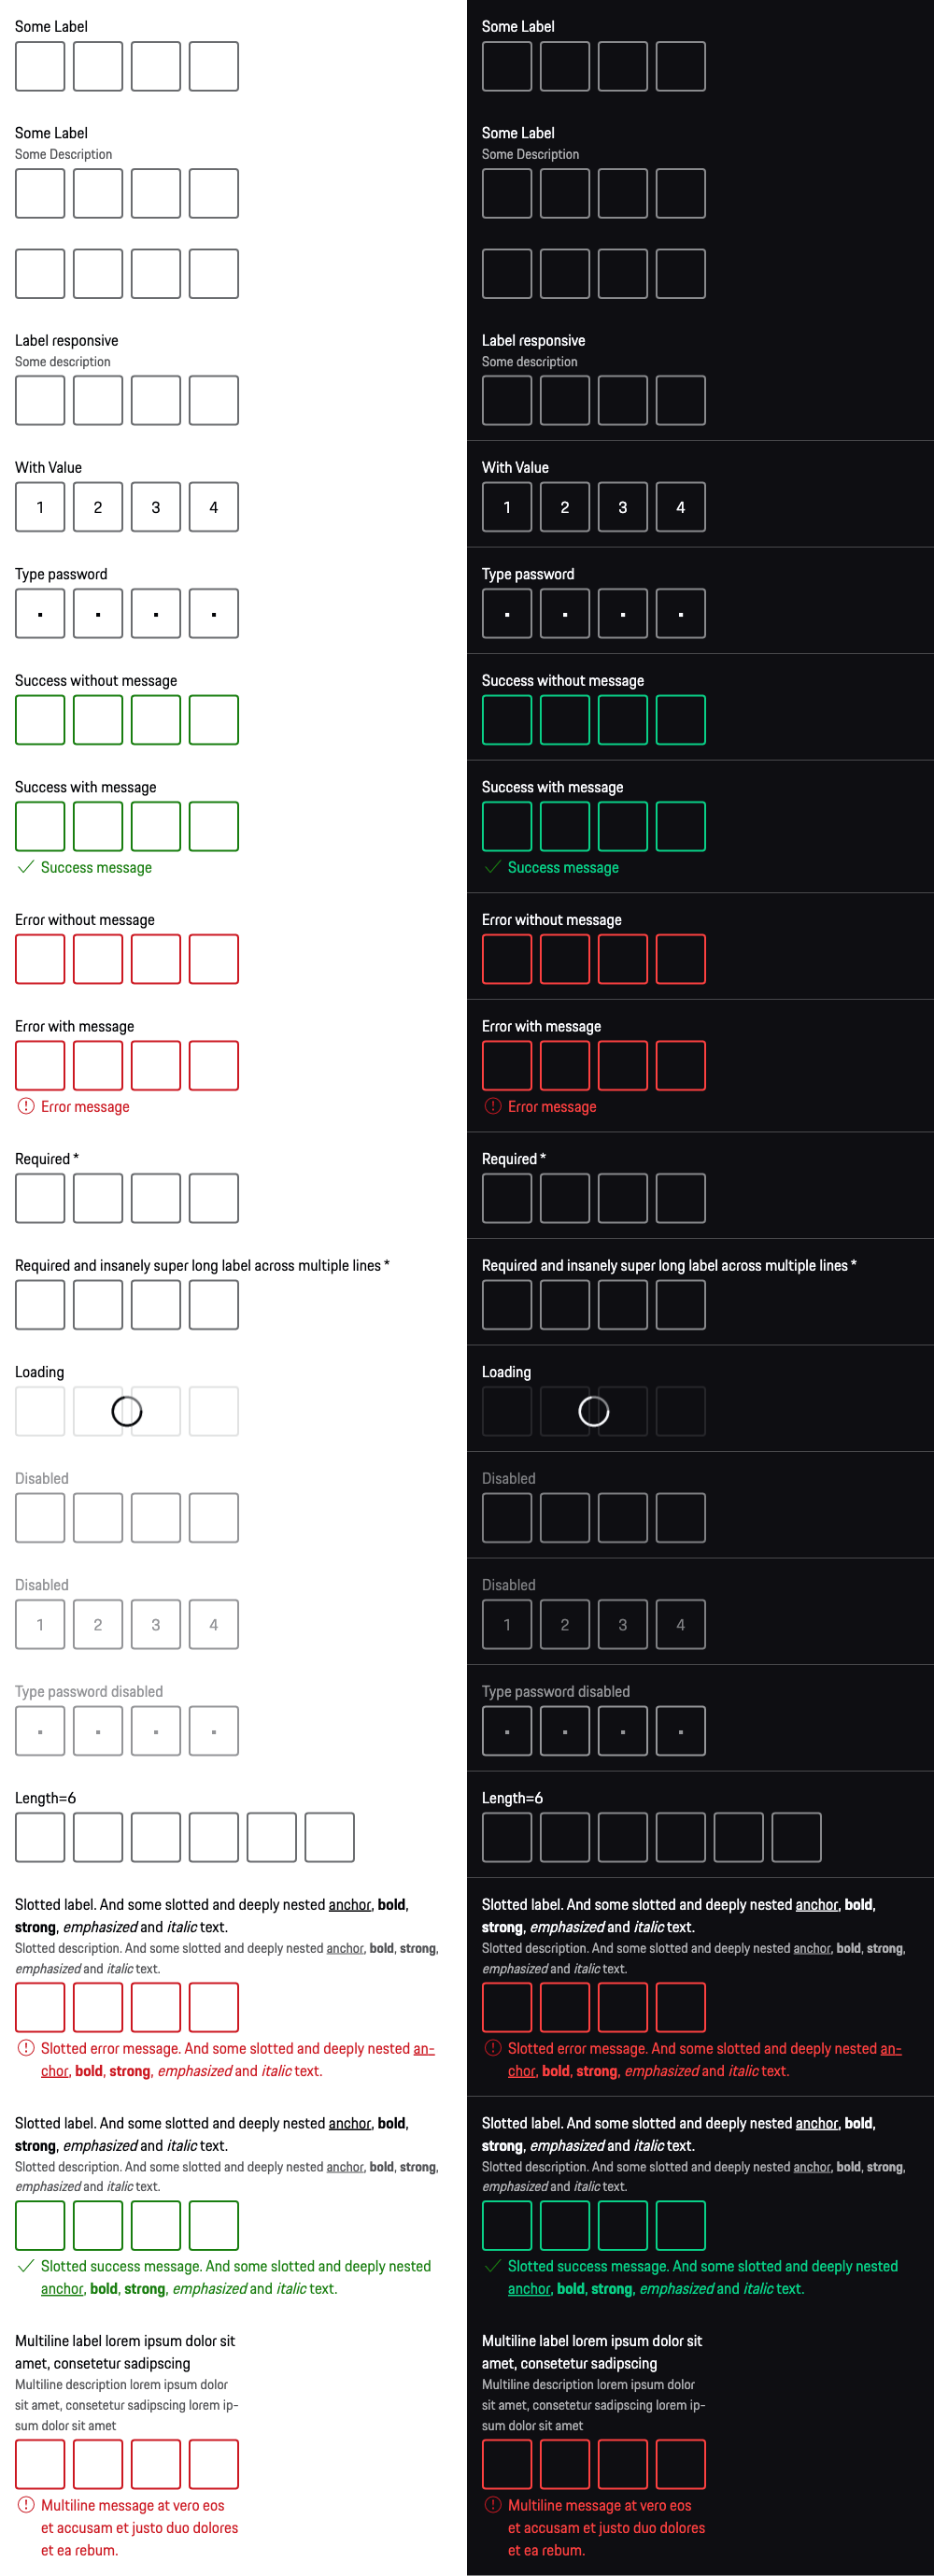 Some Label
Some Label
Some Description
Label responsive
Some description
With Value
1 2 3 4
Type password
Success without message
Success with message
Success message
Error without message
Error with message
Error message
Required *
Required and insanely super long label across multiple lines *
Loading
Disabled
Disabled
1 2 3 4
Type password disabled
Length=6
Slotted label. And some slotted and deeply nested anchor, bold,
strong, emphasized and italic text.
Slotted description. And some slotted and deeply nested anchor, bold, strong,
emphasized and italic text.
Slotted error message. And some slotted and deeply nested an-
chor, bold, strong, emphasized and italic text.
Slotted label. And some slotted and deeply nested anchor, bold,
strong, emphasized and italic text.
Slotted description. And some slotted and deeply nested anchor, bold, strong,
emphasized and italic text.
Slotted success message. And some slotted and deeply nested
anchor, bold, strong, emphasized and italic text.
Multiline label lorem ipsum dolor sit
amet, consetetur sadipscing
Multiline description lorem ipsum dolor
sit amet, consetetur sadipscing lorem ip-
sum dolor sit amet
Multiline message at vero eos
et accusam et justo duo dolores
et ea rebum.
Some Label
Some Label
Some Description
Label responsive
Some description
With Value
1 2 3 4
Type password
Success without message
Success with message
Success message
Error without message
Error with message
Error message
Required *
Required and insanely super long label across multiple lines *
Loading
Disabled
Disabled
1 2 3 4
Type password disabled
Length=6
Slotted label. And some slotted and deeply nested anchor, bold,
strong, emphasized and italic text.
Slotted description. And some slotted and deeply nested anchor, bold, strong,
emphasized and italic text.
Slotted error message. And some slotted and deeply nested an-
chor, bold, strong, emphasized and italic text.
Slotted label. And some slotted and deeply nested anchor, bold,
strong, emphasized and italic text.
Slotted description. And some slotted and deeply nested anchor, bold, strong,
emphasized and italic text.
Slotted success message. And some slotted and deeply nested
anchor, bold, strong, emphasized and italic text.
Multiline label lorem ipsum dolor sit
amet, consetetur sadipscing
Multiline description lorem ipsum dolor
sit amet, consetetur sadipscing lorem ip-
sum dolor sit amet
Multiline message at vero eos
et accusam et justo duo dolores
et ea rebum.